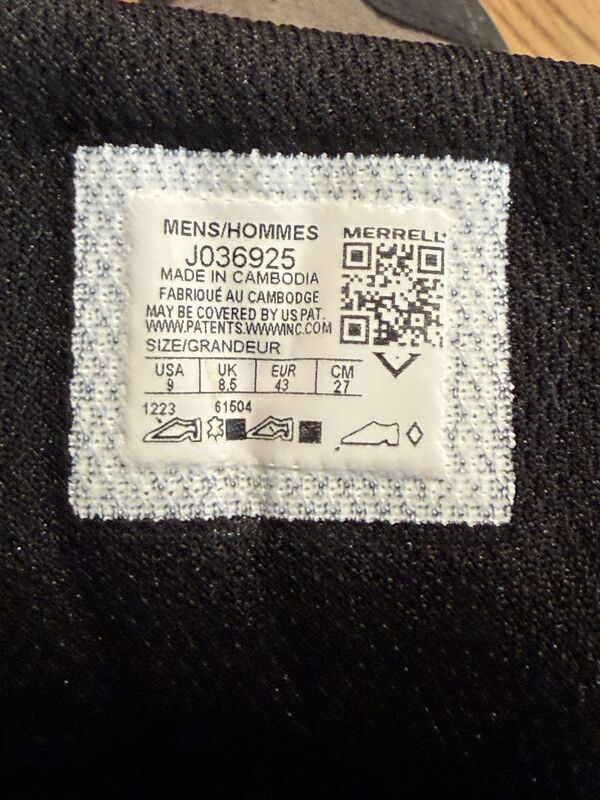 MENS/HOMMES
MERRELL
J036925
MADE IN CAMBODIA
FABRIQUÉ AU CAMBODGE
MAY BE COVERED BY US PAT.
WWW.PATENTS.WWWINC.COM
SIZE/GRANDEUR
USA UK EUR CM
9 8.5 43 27
1223 61504